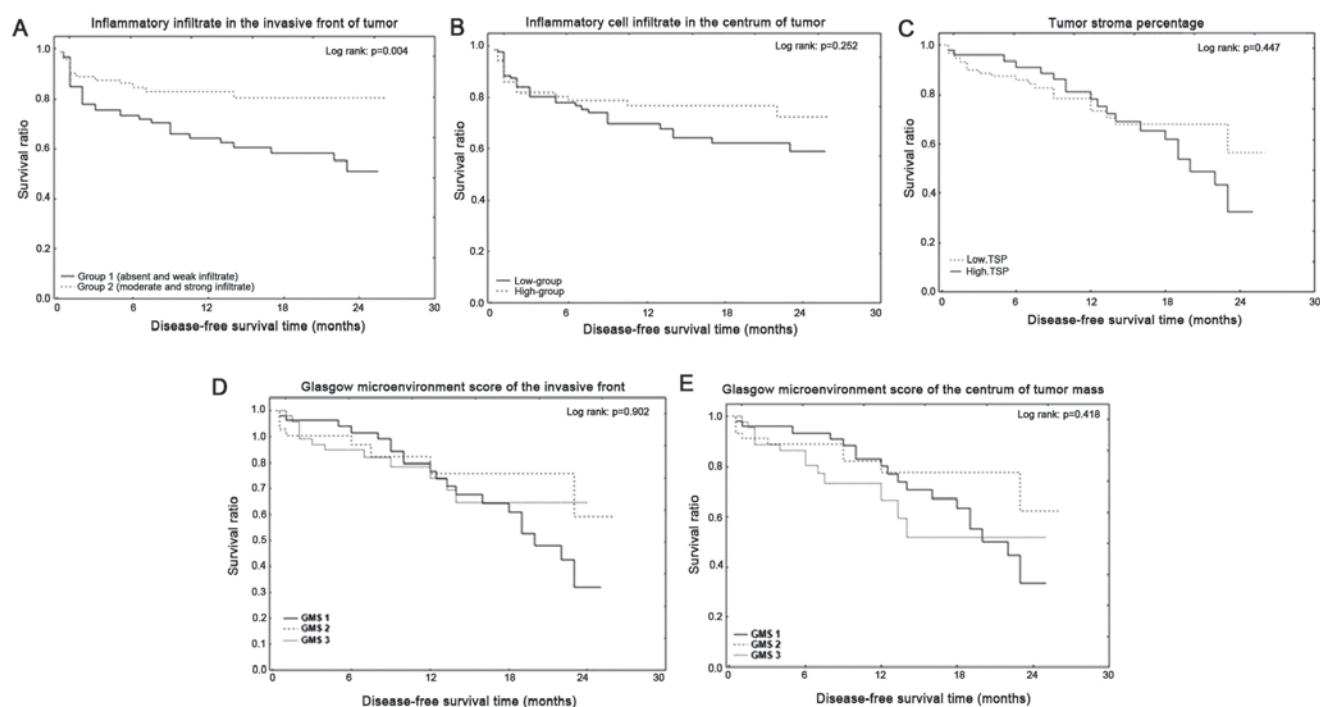 A
Inflammatory infiltrate in the invasive front of tumor
Log rank: p=0.004
Survival ratio
1.0
0.8
0.6
0.4
0.2
0.0
Group 1 (absent and weak infiltrate)
Group 2 (moderate and strong infiltrate)
0 6 12 18 24 30
Disease-free survival time (months)
B
Inflammatory cell infiltrate in the centrum of tumor
Log rank: p=0.252
Survival ratio
1.0
0.8
0.6
0.4
0.2
0.0
Low-group
High-group
0 6 12 18 24 30
Disease-free survival time (months)
C
Tumor stroma percentage
Log rank: p=0.447
Survival ratio
1.0
0.8
0.6
0.4
0.2
0.0
Low.TSP
High.TSP
0 6 12 18 24 30
Disease-free survival time (months)
D
Glasgow microenvironment score of the invasive front
Log rank: p=0.902
Survival ratio
1.0
1.0
0.8
0.7
0.6
0.5
0.4
0.3
0.2
0.1
0.0
GMS 1
GMS 2
GMS 3
6 12 18 24 30
Disease-free survival time (months)
E
Glasgow microenvironment score of the centrum of tumor mass
Log rank: p=0.418
Survival ratio
1.0
0.8
0.6
0.4
0.2
0.0
GMS 1
GMS 2
GMS 3
0 6 12 18 24 30
Disease-free survival time (months)